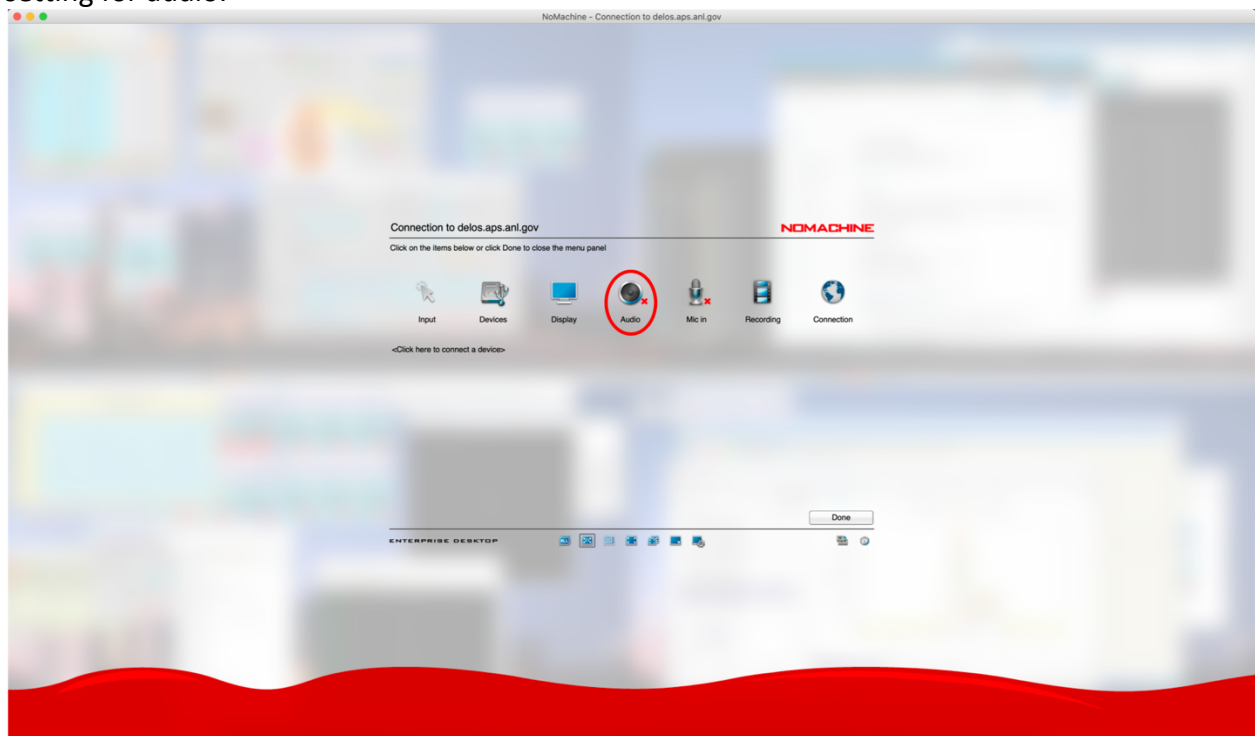 setting for audio.
NoMachine - Connection to delos.aps.anl.gov
Connection to delos.aps.anl.gov
NOMACHINE
Click on the items below or click Done to close the menu panel
Input Devices Display Audio Mic in Recording Connection
<Click here to connect a device>
Done
ENTERPRISE DESKTOP